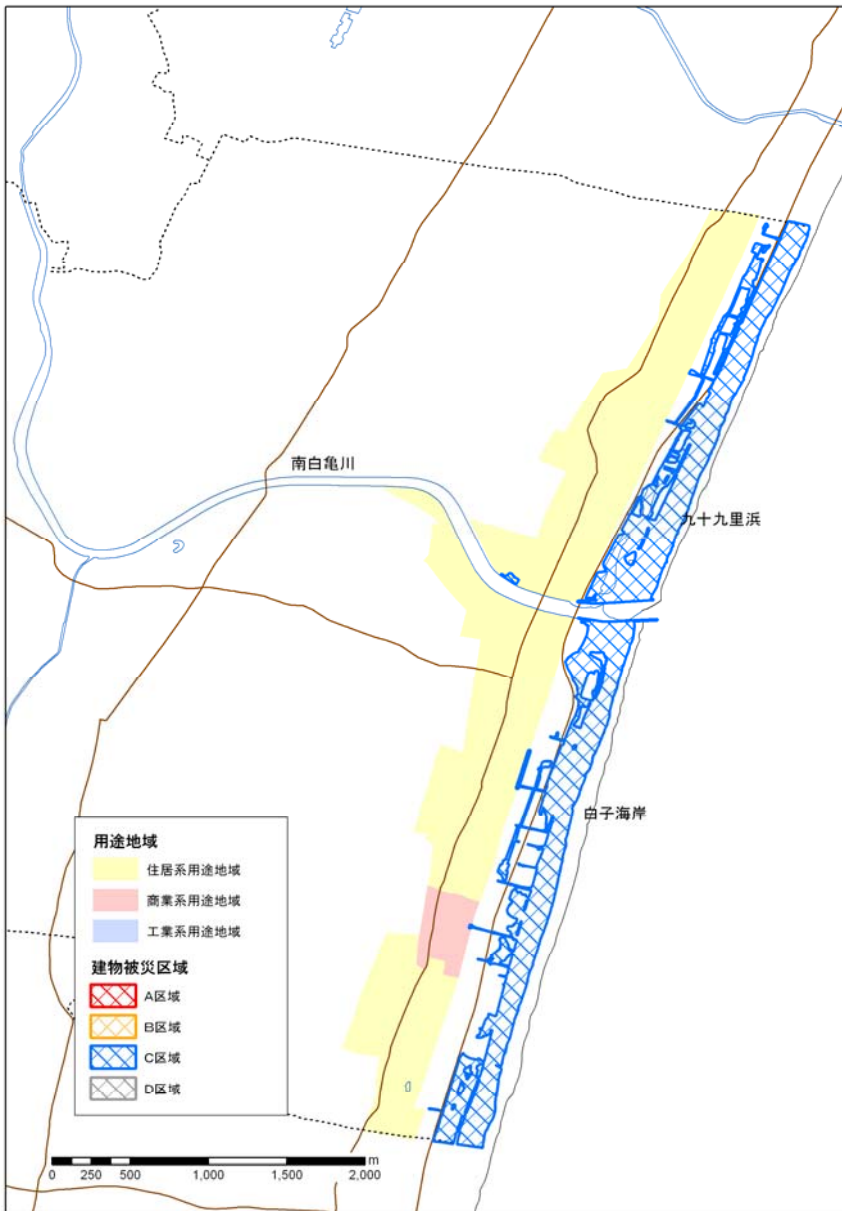 南白亀川
九十九里浜
白子海岸
用途地域
住居系用途地域
商業系用途地域
工業系用途地域
建物被災区域
A区域
B区域
C区域
D区域
m
0 250 500 1,000 1,500 2,000